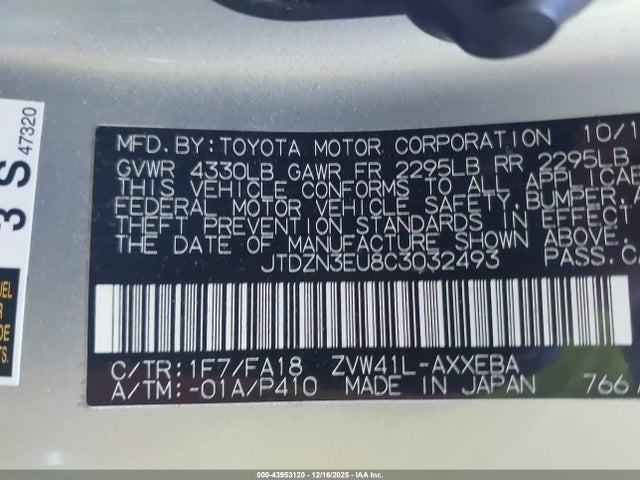 MFD. BY: TOYOTA MOTOR CORPORATION 10/1
GVWR 4330LB GAWR FR 2295LB RR 2295LB
THIS VEHICLE CONFORMS TO ALL APPLICAB
FEDERAL MOTOR VEHICLE SAFETY, BUMPER, A
THEFT PREVENTION STANDARDS IN EFFECT
THE DATE OF MANUFACTURE SHOWN ABOVE.
JTDZN3EU8C3032493 PASS. CA
C/TR: 1F7/FA18 ZVW41L-AXXEBA
A/TM: -01A/P410 MADE IN JAPAN 766
3 S
47320
UEL
R
DE
S.
000-43953120 - 12/16/2025 - IAA Inc.